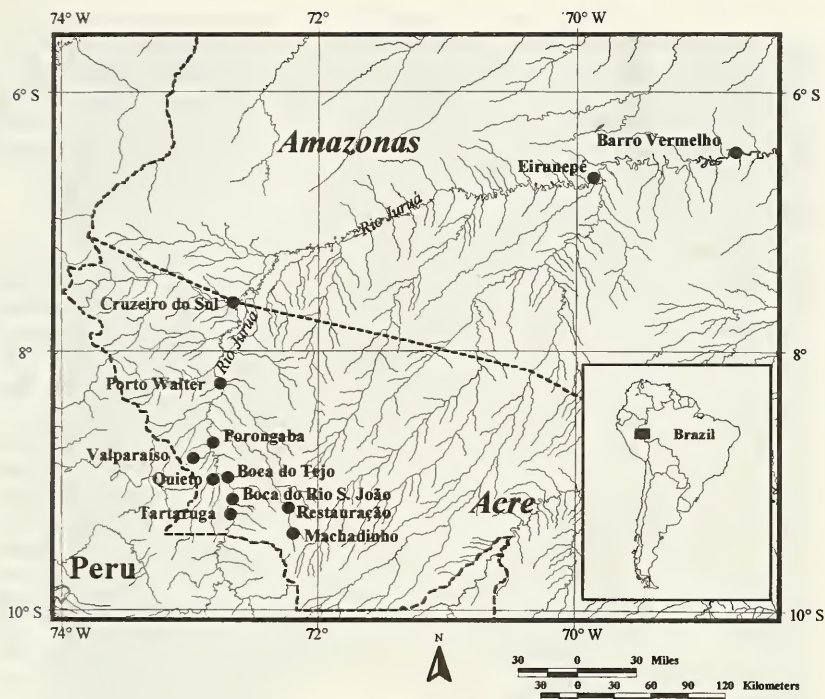 74° W 72° 70° W
6° S 6° S
Amazonas
Barro Vermelho
Eirunepé
Rio Juruá
Cruzeiro do Sul
Rio Juruá
8° 8°
Porto Walter
Porongaba
Brazil
Valparaíso
Boca do Tejo
Ouieto
Boca do Rio S. João
Acre
Restauração
Tartaruga
Machadinho
Peru
10° S 10° S
74° W 72° 70° W
N
30 0 30 Miles
30 0 30 60 90 120 Kilometers